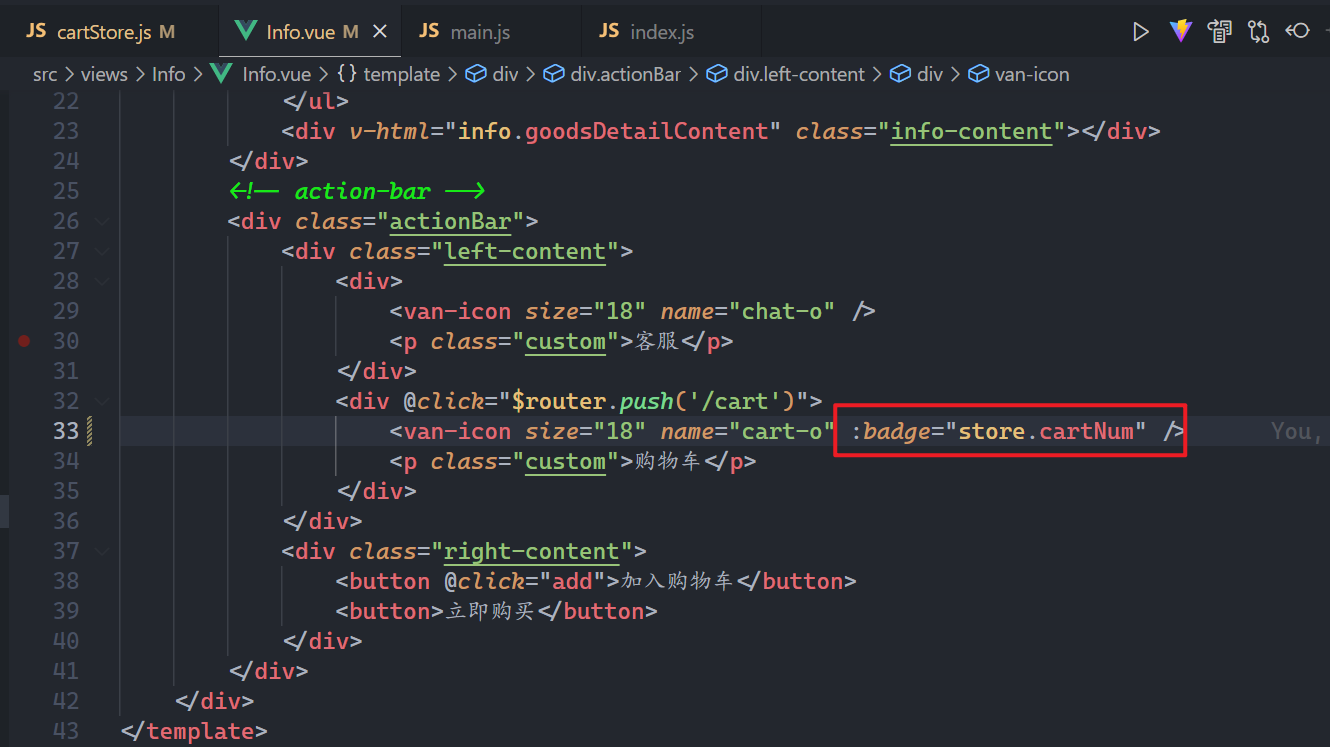 JS cartStore.js M Info.vue M × JS main.js JS index.js
src > views > Info > Info.vue > {} template > div > div.actionBar > div.left-content > div > van-icon
22 </ul>
23 <div v-html="info.goodsDetailContent" class="info-content"></div>
24 </div>
25 <!-- action-bar -->
26 <div class="actionBar">
27 <div class="left-content">
28 <div>
29 <van-icon size="18" name="chat-o" />
30 <p class="custom">客服</p>
31 </div>
32 <div @click="$router.push('/cart')">
33 <van-icon size="18" name="cart-o" :badge="store.cartNum" /> You,
34 <p class="custom">购物车</p>
35 </div>
36 </div>
37 <div class="right-content">
38 <button @click="add">加入购物车</button>
39 <button>立即购买</button>
40 </div>
41 </div>
42 </div>
43 </template>